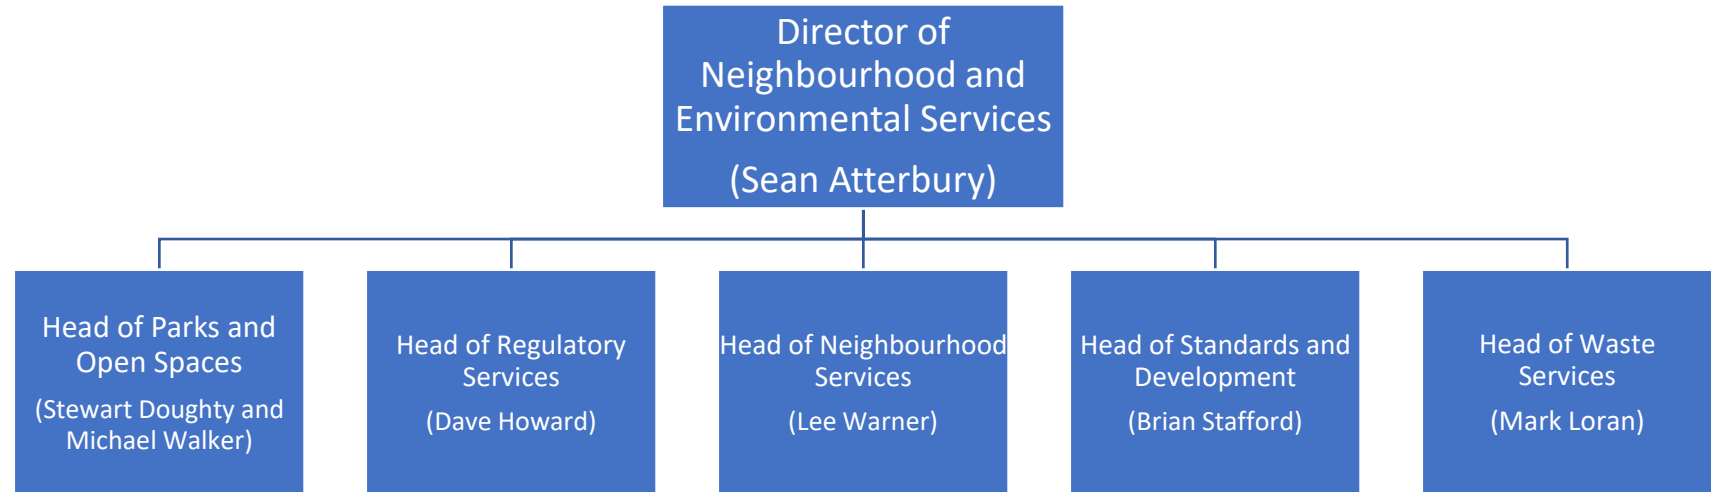 Director of
Neighbourhood and
Environmental Services
(Sean Atterbury)
Head of Parks and
Open Spaces
(Stewart Doughty and
Michael Walker)
Head of Regulatory
Services
(Dave Howard)
Head of Neighbourhood
Services
(Lee Warner)
Head of Standards and
Development
(Brian Stafford)
Head of Waste
Services
(Mark Loran)